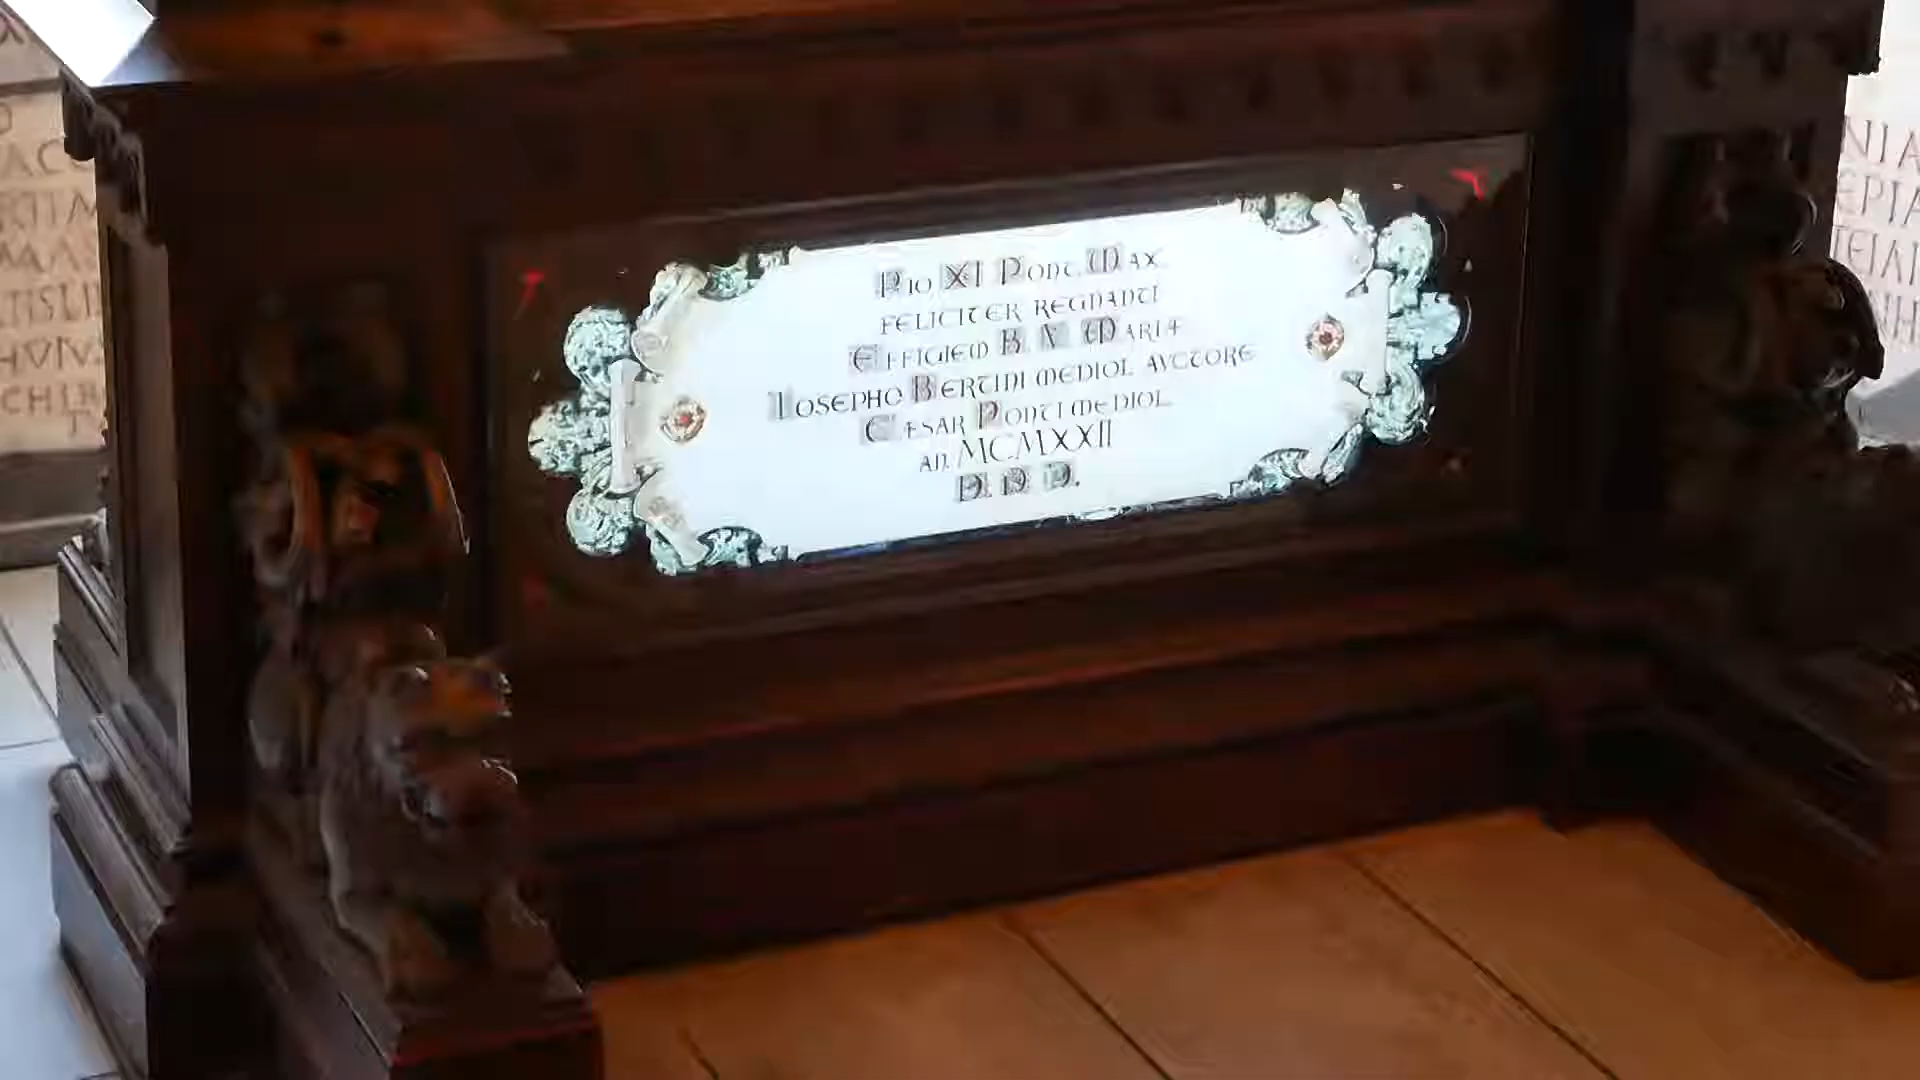 PIO XI PONT. MAX.
FELICITER REGNANTI
EFFIGIEM B. V. MARIÆ
IOSEPHO BERTINI MEDIOL. AVCTORE
CÆSAR PONTI MEDIOL.
AN. MCMXXII
D. D. D.